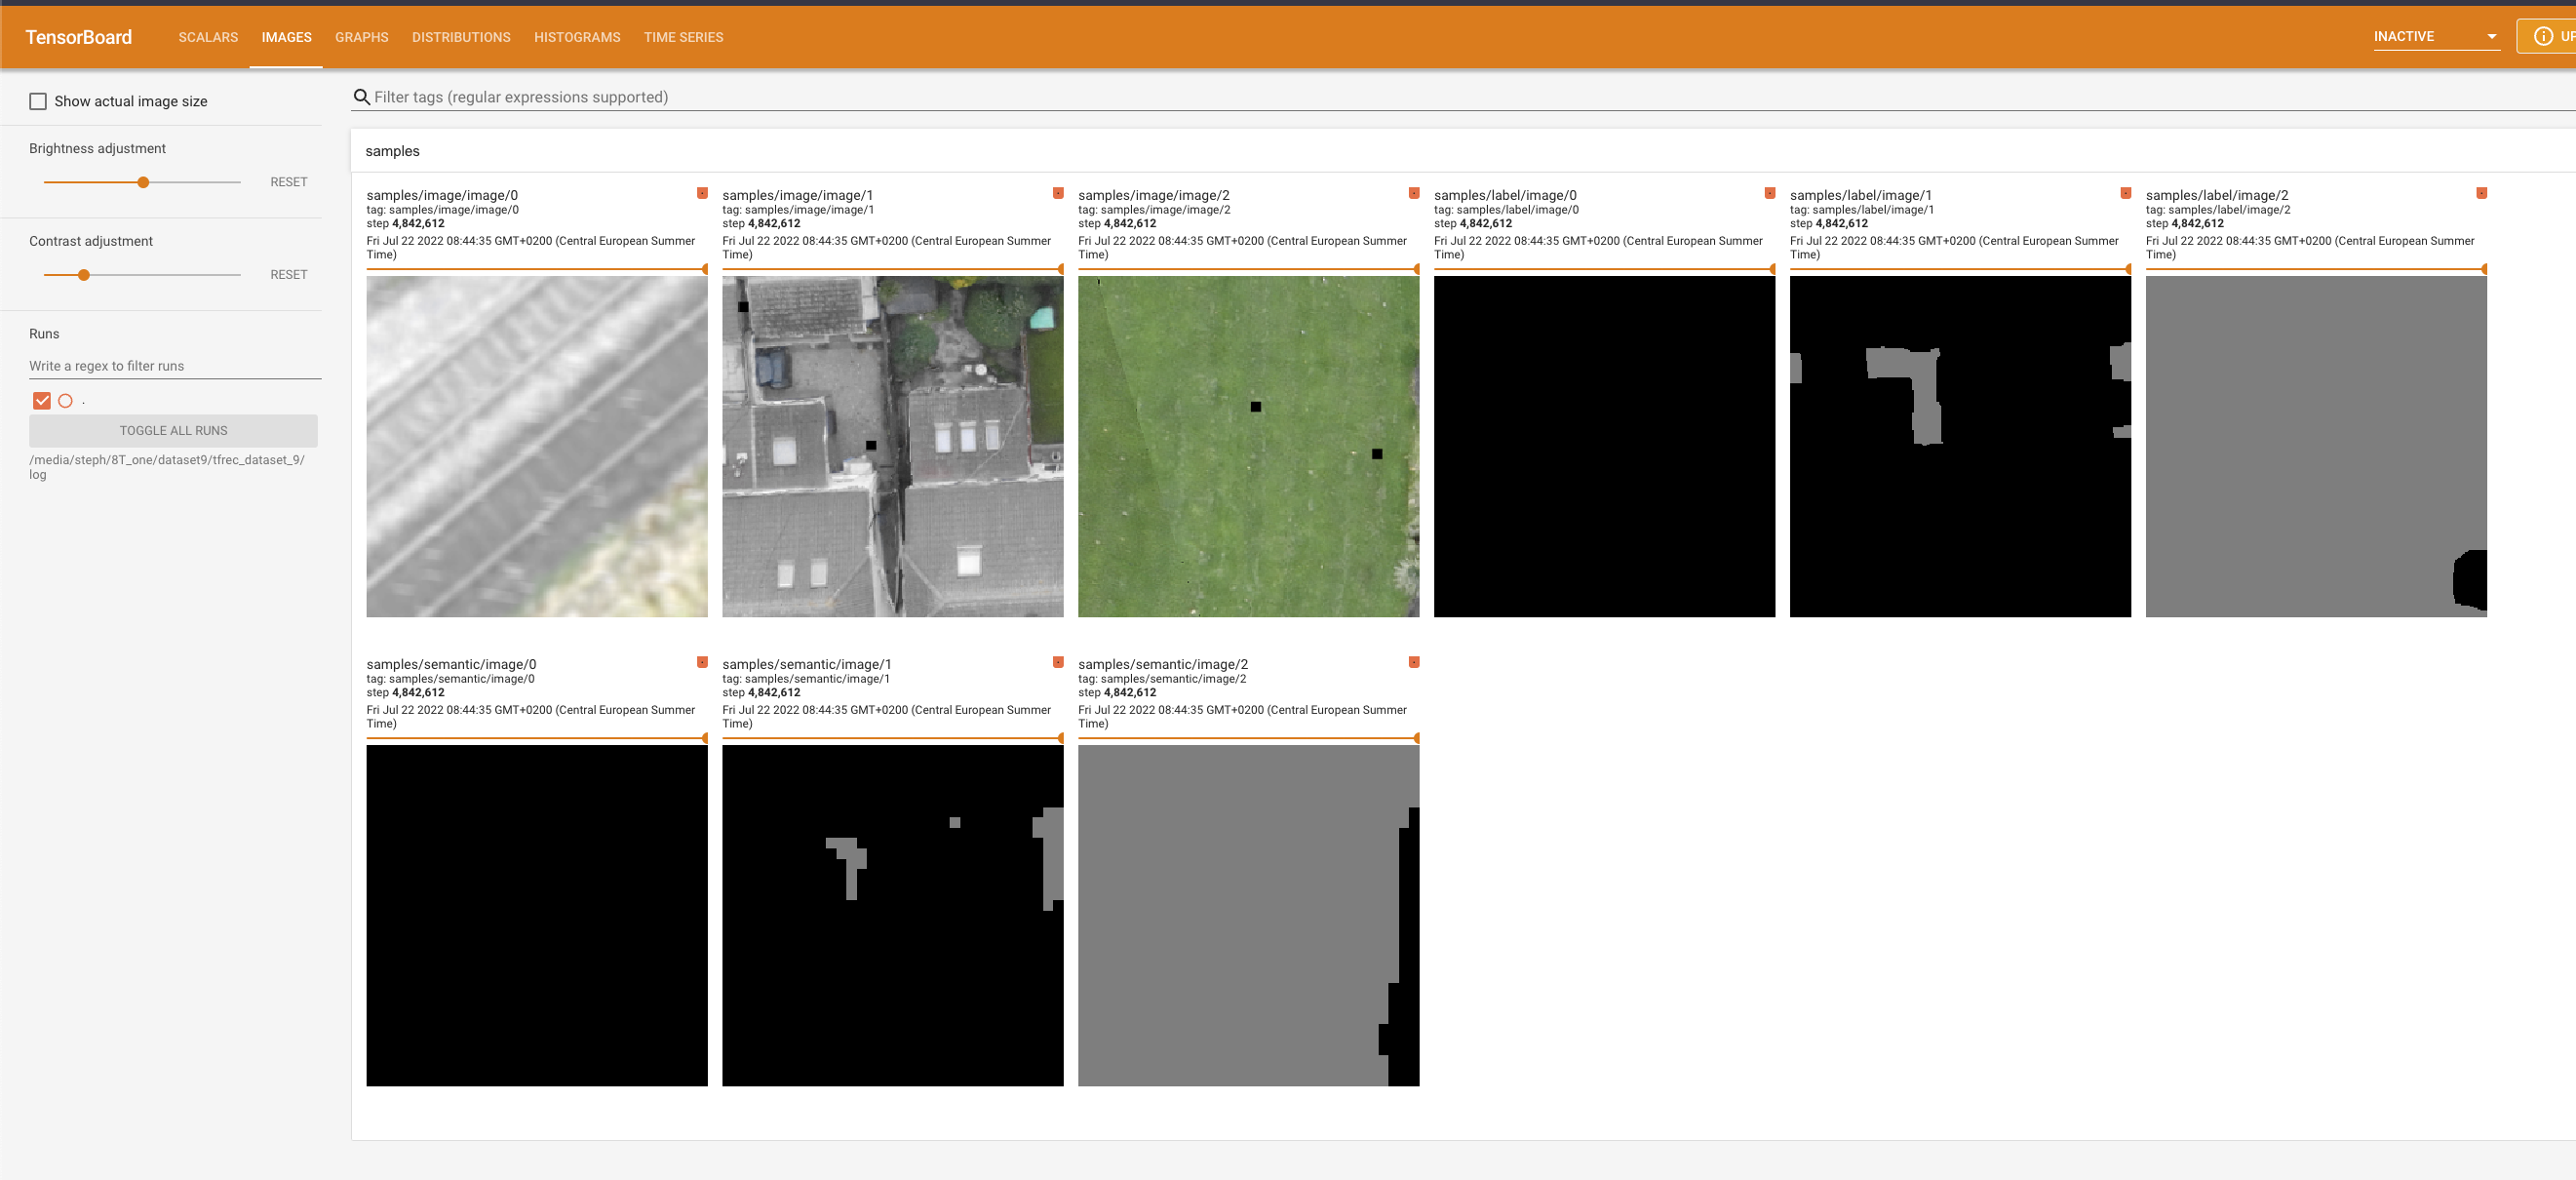 TensorBoard
SCALARS
IMAGES
GRAPHS
DISTRIBUTIONS
HISTOGRAMS
TIME SERIES
INACTIVE
UP
Show actual image size
Brightness adjustment
RESET
Contrast adjustment
RESET
Runs
Write a regex to filter runs
.
TOGGLE ALL RUNS
/media/steph/8T_one/dataset9/tfrec_dataset_9/
log
Filter tags (regular expressions supported)
samples
samples/image/image/0
tag: samples/image/image/0
step 4,842,612
Fri Jul 22 2022 08:44:35 GMT+0200 (Central European Summer
Time)
samples/image/image/1
tag: samples/image/image/1
step 4,842,612
Fri Jul 22 2022 08:44:35 GMT+0200 (Central European Summer
Time)
samples/image/image/2
tag: samples/image/image/2
step 4,842,612
Fri Jul 22 2022 08:44:35 GMT+0200 (Central European Summer
Time)
samples/label/image/0
tag: samples/label/image/0
step 4,842,612
Fri Jul 22 2022 08:44:35 GMT+0200 (Central European Summer
Time)
samples/label/image/1
tag: samples/label/image/1
step 4,842,612
Fri Jul 22 2022 08:44:35 GMT+0200 (Central European Summer
Time)
samples/label/image/2
tag: samples/label/image/2
step 4,842,612
Fri Jul 22 2022 08:44:35 GMT+0200 (Central European Summer
Time)
samples/semantic/image/0
tag: samples/semantic/image/0
step 4,842,612
Fri Jul 22 2022 08:44:35 GMT+0200 (Central European Summer
Time)
samples/semantic/image/1
tag: samples/semantic/image/1
step 4,842,612
Fri Jul 22 2022 08:44:35 GMT+0200 (Central European Summer
Time)
samples/semantic/image/2
tag: samples/semantic/image/2
step 4,842,612
Fri Jul 22 2022 08:44:35 GMT+0200 (Central European Summer
Time)